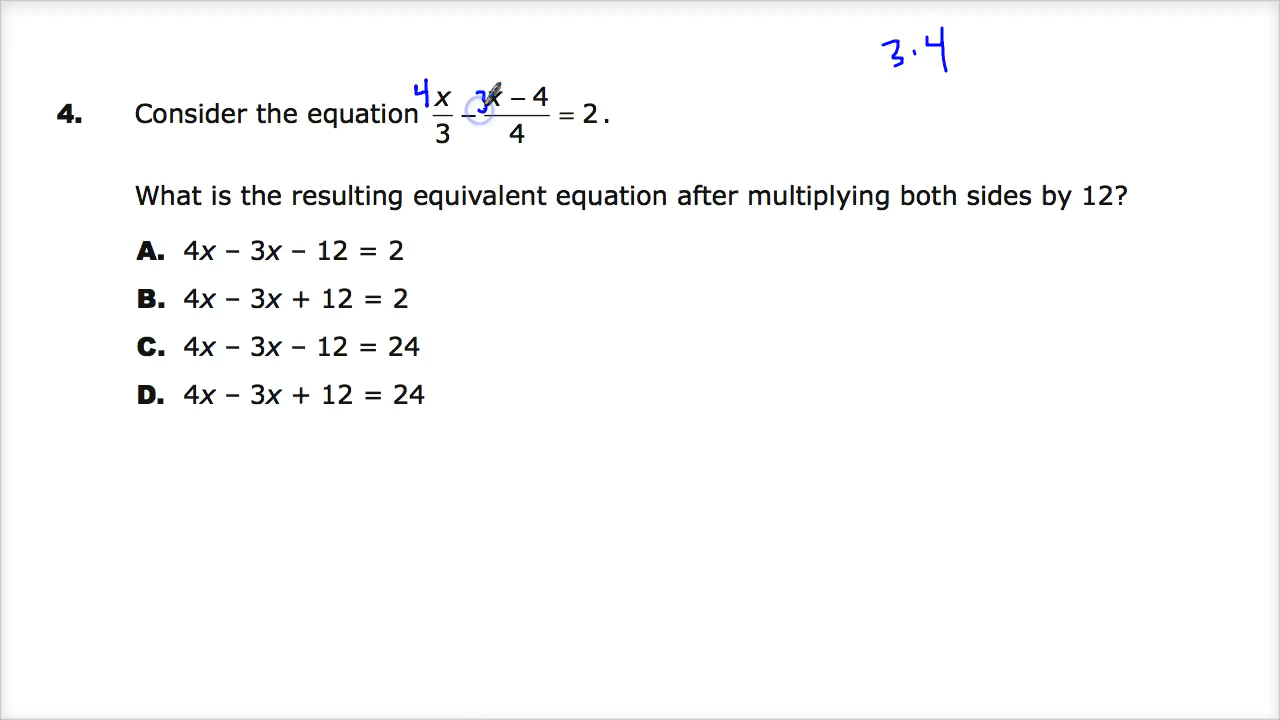 3 · 4
4. Consider the equation 4x/3 – 3x – 4/4 = 2.
What is the resulting equivalent equation after multiplying both sides by 12?
A. 4x – 3x – 12 = 2
B. 4x – 3x + 12 = 2
C. 4x – 3x – 12 = 24
D. 4x – 3x + 12 = 24